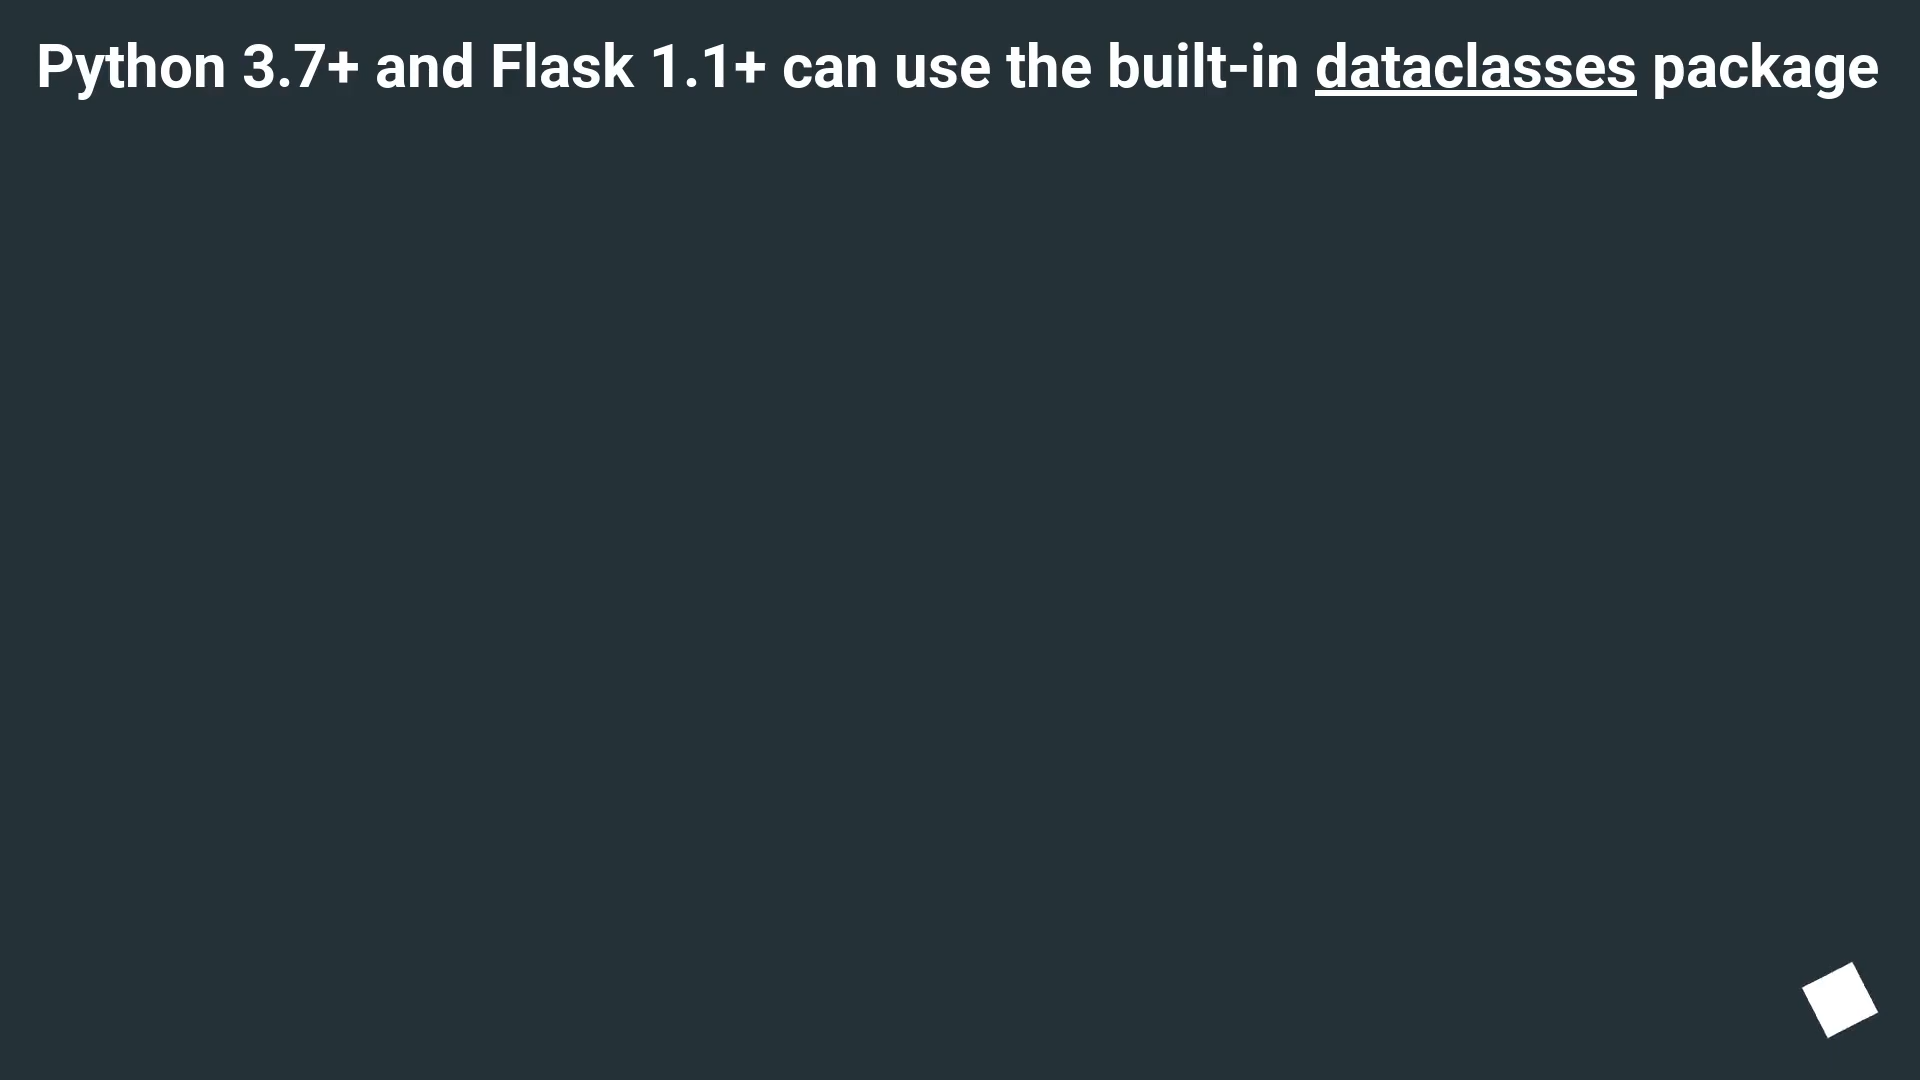 Python 3.7+ and Flask 1.1+ can use the built-in dataclasses package